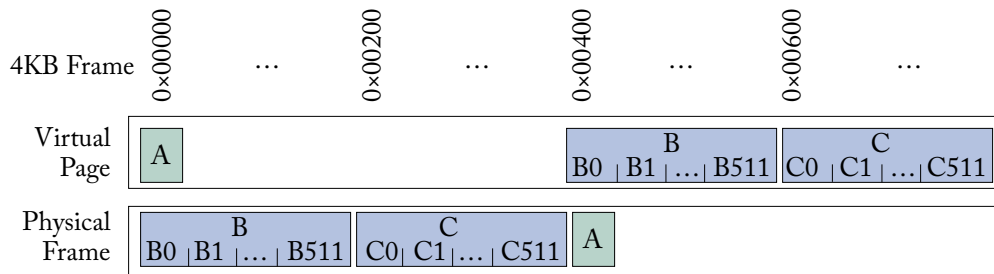 4KB Frame 0×00000 ... 0×00200 ... 0×00400 ... 0×00600 ...
Virtual Page A B C
B0 B1 ... B511 C0 C1 ... C511
Physical Frame B C A
B0 B1 ... B511 C0 C1 ... C511